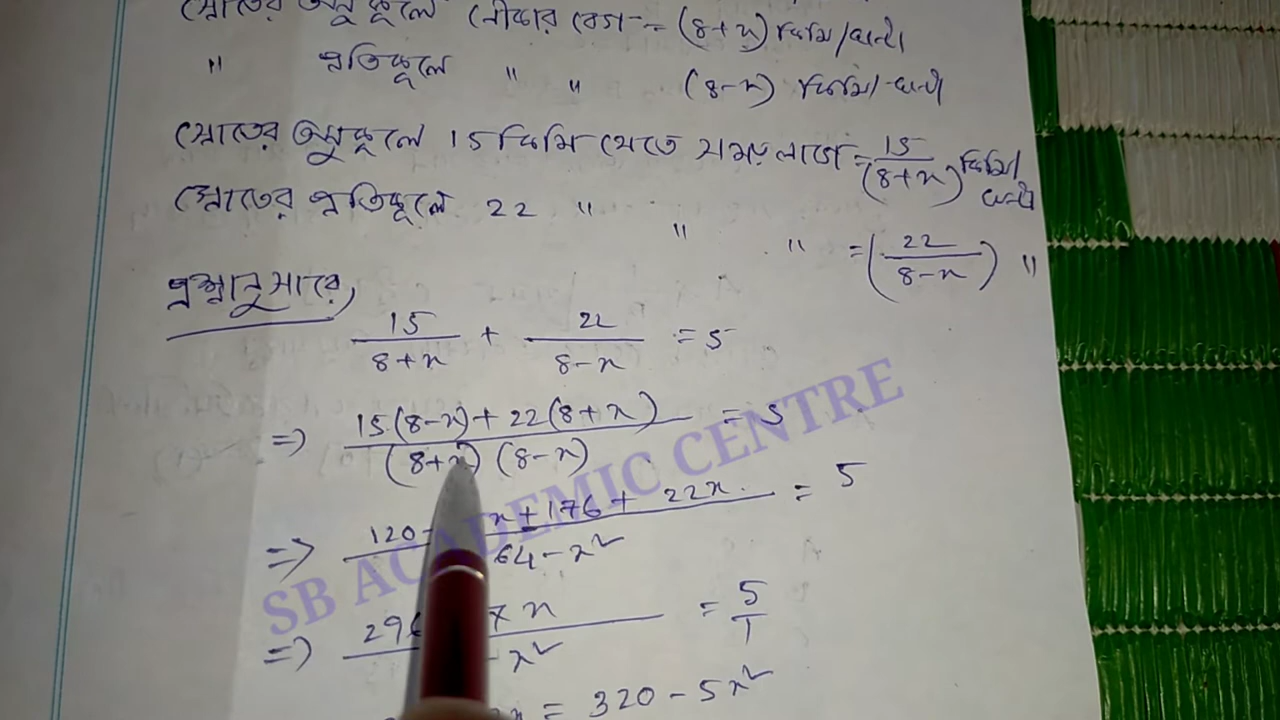 স্রোতের অনুকূলে নৌকার বেগ = (8+x) কিমি/ঘন্টা
" প্রতিকূলে " " (8-x) কিমি/ঘন্টা
স্রোতের অনুকূলে 15 কিমি যেতে সময় লাগে = 15/(8+x) কিমি/ঘন্টা
স্রোতের প্রতিকূলে 22 " " " = (22/8-x) "
প্রশ্নানুসারে,
15/8+x + 22/8-x = 5
=> 15(8-x)+22(8+x)/(8+x)(8-x) = 5
=> 120- x+176+22x/64-x² = 5
=> 296 7x/-x² = 5/1
x = 320-5x²
SB ACADEMIC CENTRE